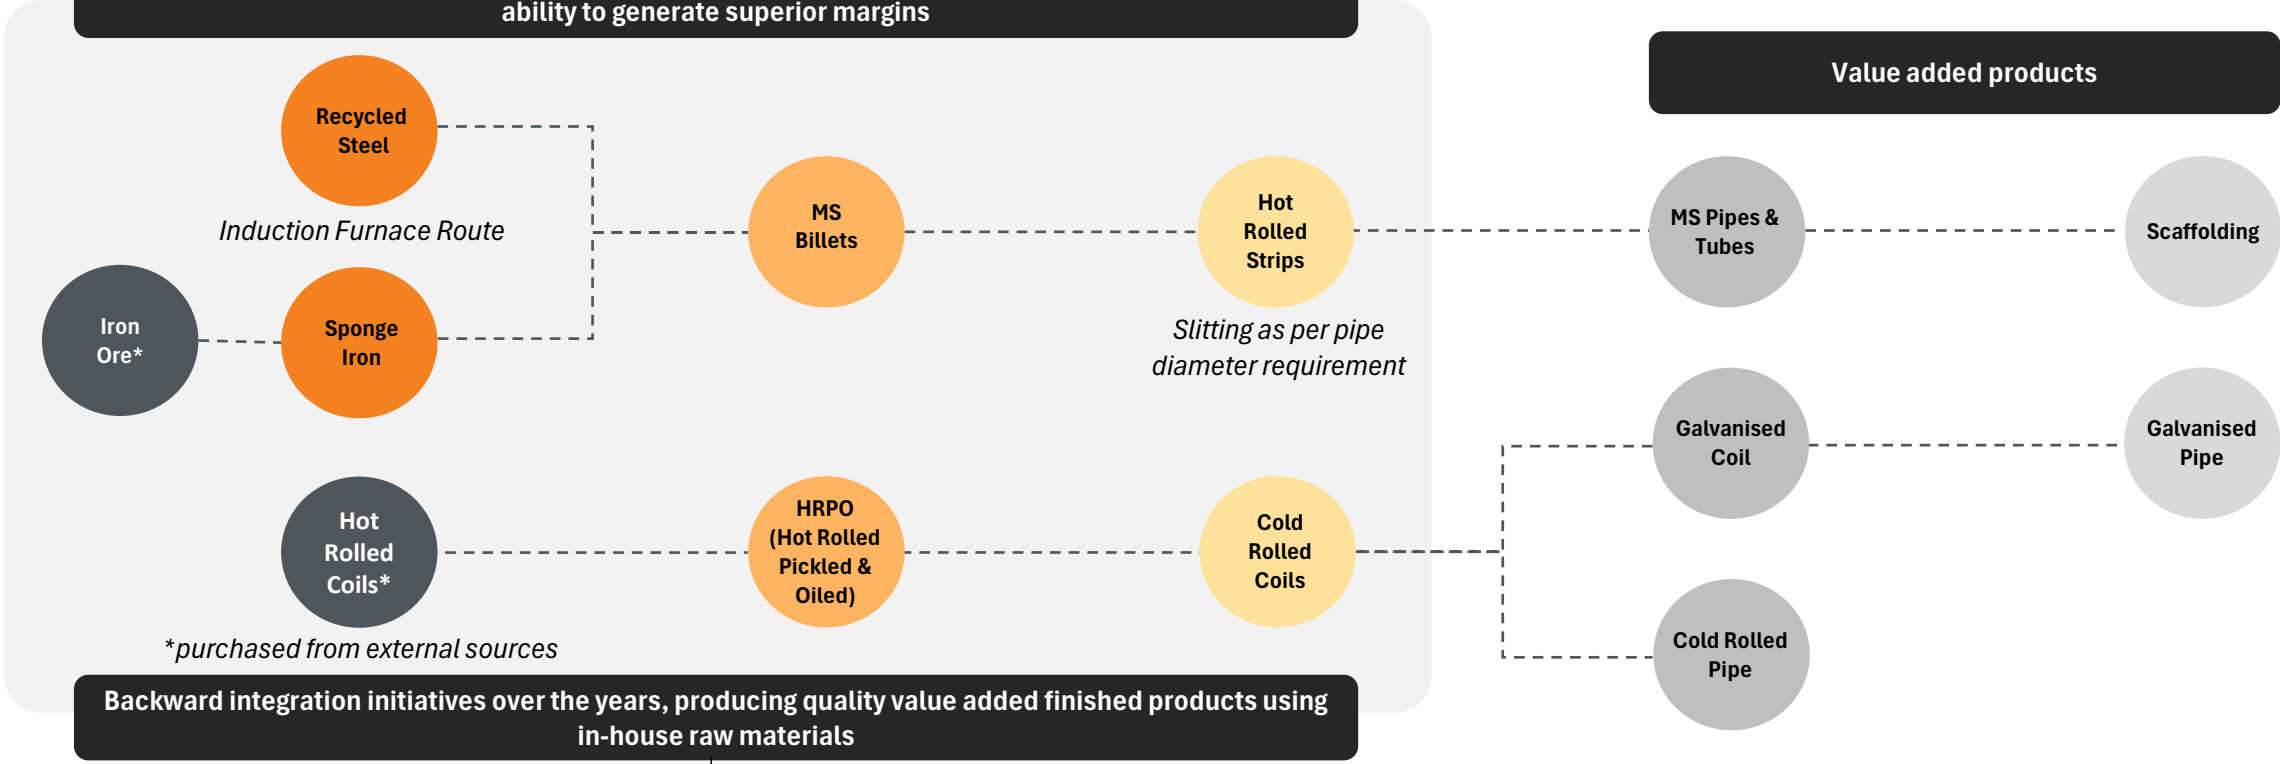 ability to generate superior margins
Value added products
Recycled
Steel
Induction Furnace Route
Iron
Ore*
Sponge
Iron
MS
Billets
Hot
Rolled
Strips
Slitting as per pipe
diameter requirement
MS Pipes &
Tubes
Scaffolding
Hot
Rolled
Coils*
*purchased from external sources
HRPO
(Hot Rolled
Pickled &
Oiled)
Cold
Rolled
Coils
Galvanised
Coil
Galvanised
Pipe
Cold Rolled
Pipe
Backward integration initiatives over the years, producing quality value added finished products using
in-house raw materials